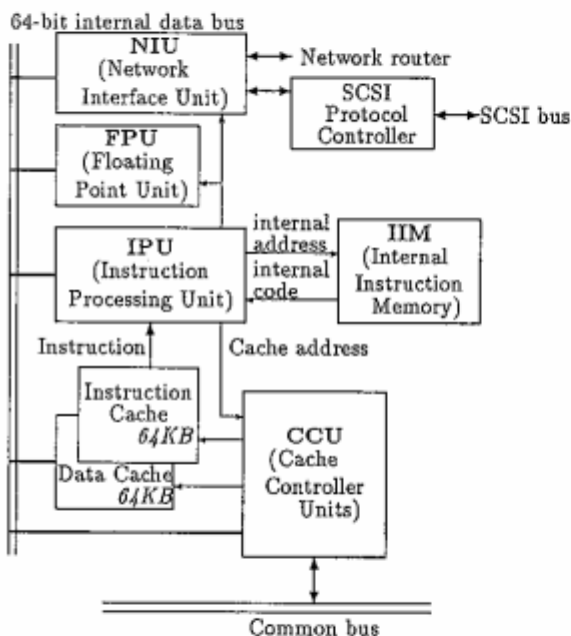 64-bit internal data bus
NIU
(Network
Interface Unit)
Network router
SCSI
Protocol
Controller
SCSI bus
FPU
(Floating
Point Unit)
IPU
(Instruction
Processing Unit)
internal
address
internal
code
IIM
(Internal
Instruction
Memory)
Instruction
Cache address
Instruction
Cache
64KB
Data Cache
64KB
CCU
(Cache
Controller
Units)
Common bus